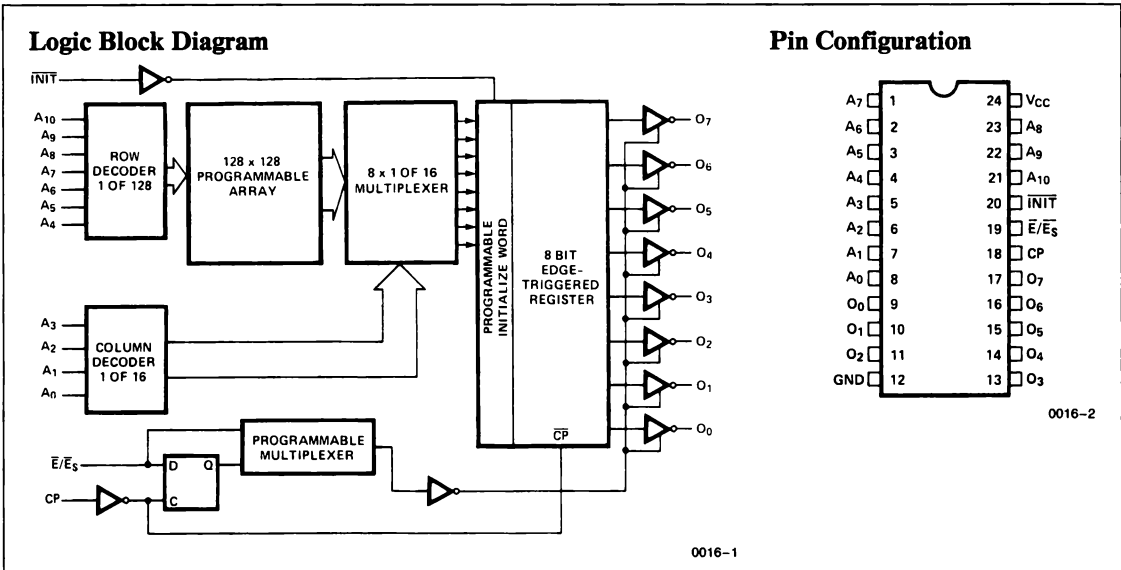 Logic Block Diagram
Pin Configuration
INIT
A10
A9
A8
A7
A6
A5
A4
ROW
DECODER
1 OF 128
128 x 128
PROGRAMMABLE
ARRAY
8 x 1 OF 16
MULTIPLEXER
PROGRAMMABLE
INITIALIZE WORD
8 BIT
EDGE-
TRIGGERED
REGISTER
CP
O7
O6
O5
O4
O3
O2
O1
O0
A3
A2
A1
A0
COLUMN
DECODER
1 OF 16
PROGRAMMABLE
MULTIPLEXER
E/ES
D Q
CP
C
0016-1
A7 1 24 VCC
A6 2 23 A8
A5 3 22 A9
A4 4 21 A10
A3 5 20 INIT
A2 6 19 E/ES
A1 7 18 CP
A0 8 17 O7
O0 9 16 O6
O1 10 15 O5
O2 11 14 O4
GND 12 13 O3
0016-2